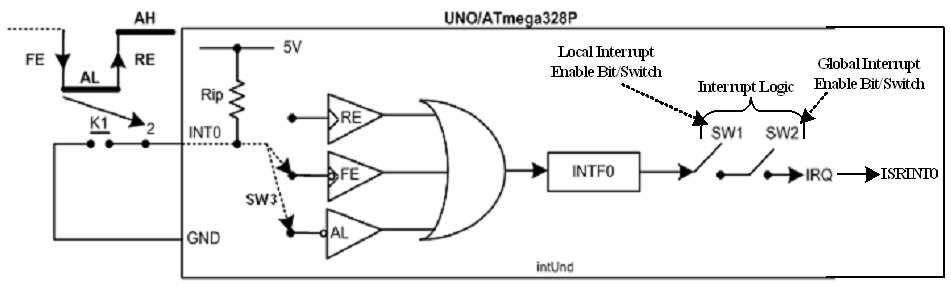 UNO/ATmega328P
AH
FE
RE
AL
5V
Rip
K1
2
INT0
GND
SW3
RE
FE
AL
INTF0
Local Interrupt
Enable Bit/Switch
Interrupt Logic
Global Interrupt
Enable Bit/Switch
SW1
SW2
IRQ
ISRINT0
intUnd